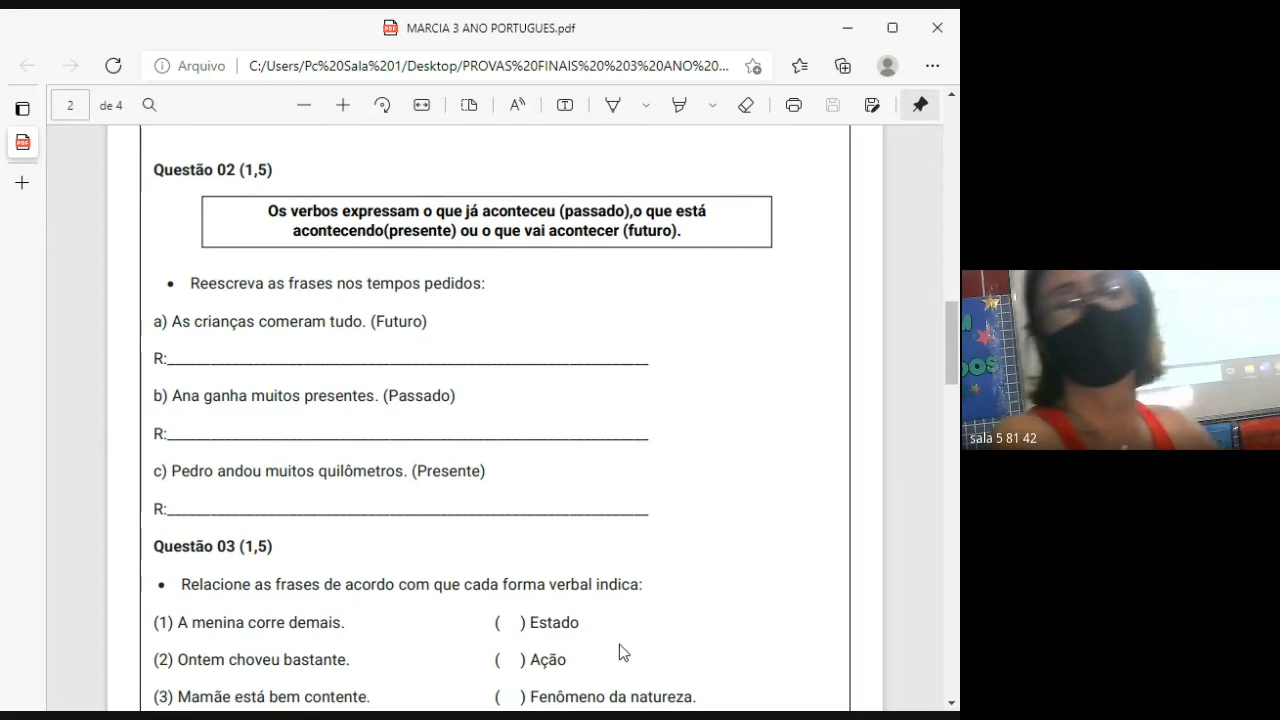 MARCIA 3 ANO PORTUGUES.pdf
Arquivo
C:/Users/Pc%20Sala%201/Desktop/PROVAS%20FINAIS%20%203%20ANO%20...
2 de 4
Questão 02 (1,5)
Os verbos expressam o que já aconteceu (passado),o que está
acontecendo(presente) ou o que vai acontecer (futuro).
• Reescreva as frases nos tempos pedidos:
a) As crianças comeram tudo. (Futuro)
R:________________________________________________________
b) Ana ganha muitos presentes. (Passado)
R:________________________________________________________
c) Pedro andou muitos quilômetros. (Presente)
R:________________________________________________________
Questão 03 (1,5)
• Relacione as frases de acordo com que cada forma verbal indica:
(1) A menina corre demais. ( ) Estado
(2) Ontem choveu bastante. ( ) Ação
(3) Mamãe está bem contente. ( ) Fenômeno da natureza.
sala 5 81 42